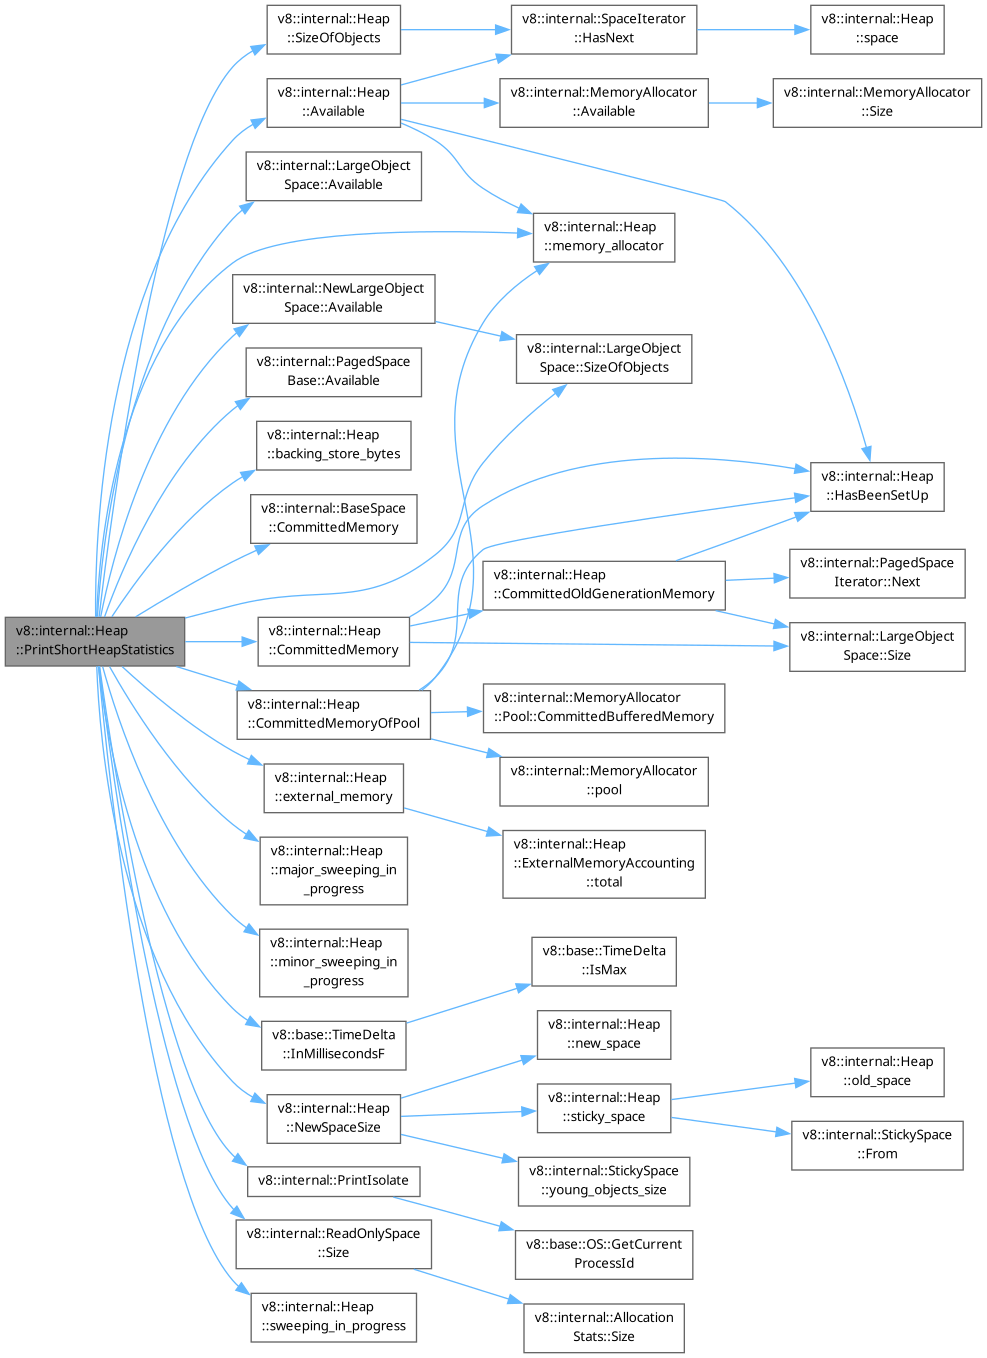 v8::internal::Heap
::PrintShortHeapStatistics
v8::internal::Heap
::SizeOfObjects
v8::internal::Heap
::Available
v8::internal::LargeObject
Space::Available
v8::internal::NewLargeObject
Space::Available
v8::internal::PagedSpace
Base::Available
v8::internal::Heap
::backing_store_bytes
v8::internal::BaseSpace
::CommittedMemory
v8::internal::Heap
::CommittedMemory
v8::internal::Heap
::CommittedMemoryOfPool
v8::internal::Heap
::external_memory
v8::internal::Heap
::major_sweeping_in
_progress
v8::internal::Heap
::minor_sweeping_in
_progress
v8::base::TimeDelta
::InMillisecondsF
v8::internal::Heap
::NewSpaceSize
v8::internal::PrintIsolate
v8::internal::ReadOnlySpace
::Size
v8::internal::Heap
::sweeping_in_progress
v8::internal::SpaceIterator
::HasNext
v8::internal::MemoryAllocator
::Available
v8::internal::Heap
::memory_allocator
v8::internal::LargeObject
Space::SizeOfObjects
v8::internal::Heap
::CommittedOldGenerationMemory
v8::internal::MemoryAllocator
::Pool::CommittedBufferedMemory
v8::internal::MemoryAllocator
::pool
v8::internal::Heap
::ExternalMemoryAccounting
::total
v8::base::TimeDelta
::IsMax
v8::internal::Heap
::new_space
v8::internal::Heap
::sticky_space
v8::internal::StickySpace
::young_objects_size
v8::base::OS::GetCurrent
ProcessId
v8::internal::Allocation
Stats::Size
v8::internal::Heap
::space
v8::internal::MemoryAllocator
::Size
v8::internal::Heap
::HasBeenSetUp
v8::internal::PagedSpace
Iterator::Next
v8::internal::LargeObject
Space::Size
v8::internal::Heap
::old_space
v8::internal::StickySpace
::From